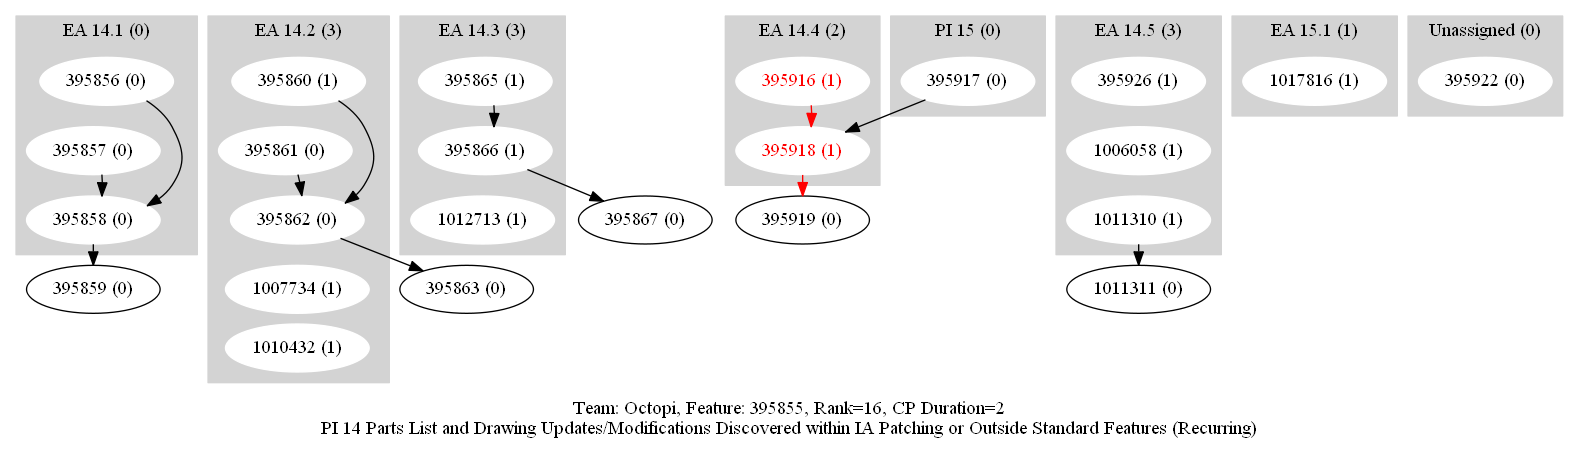 EA 14.1 (0)
395856 (0)
395857 (0)
395858 (0)
395859 (0)
EA 14.2 (3)
395860 (1)
395861 (0)
395862 (0)
1007734 (1)
1010432 (1)
395863 (0)
EA 14.3 (3)
395865 (1)
395866 (1)
1012713 (1)
395867 (0)
EA 14.4 (2)
395916 (1)
395918 (1)
395919 (0)
PI 15 (0)
395917 (0)
EA 14.5 (3)
395926 (1)
1006058 (1)
1011310 (1)
1011311 (0)
EA 15.1 (1)
1017816 (1)
Unassigned (0)
395922 (0)
Team: Octopi, Feature: 395855, Rank=16, CP Duration=2
PI 14 Parts List and Drawing Updates/Modifications Discovered within IA Patching or Outside Standard Features (Recurring)